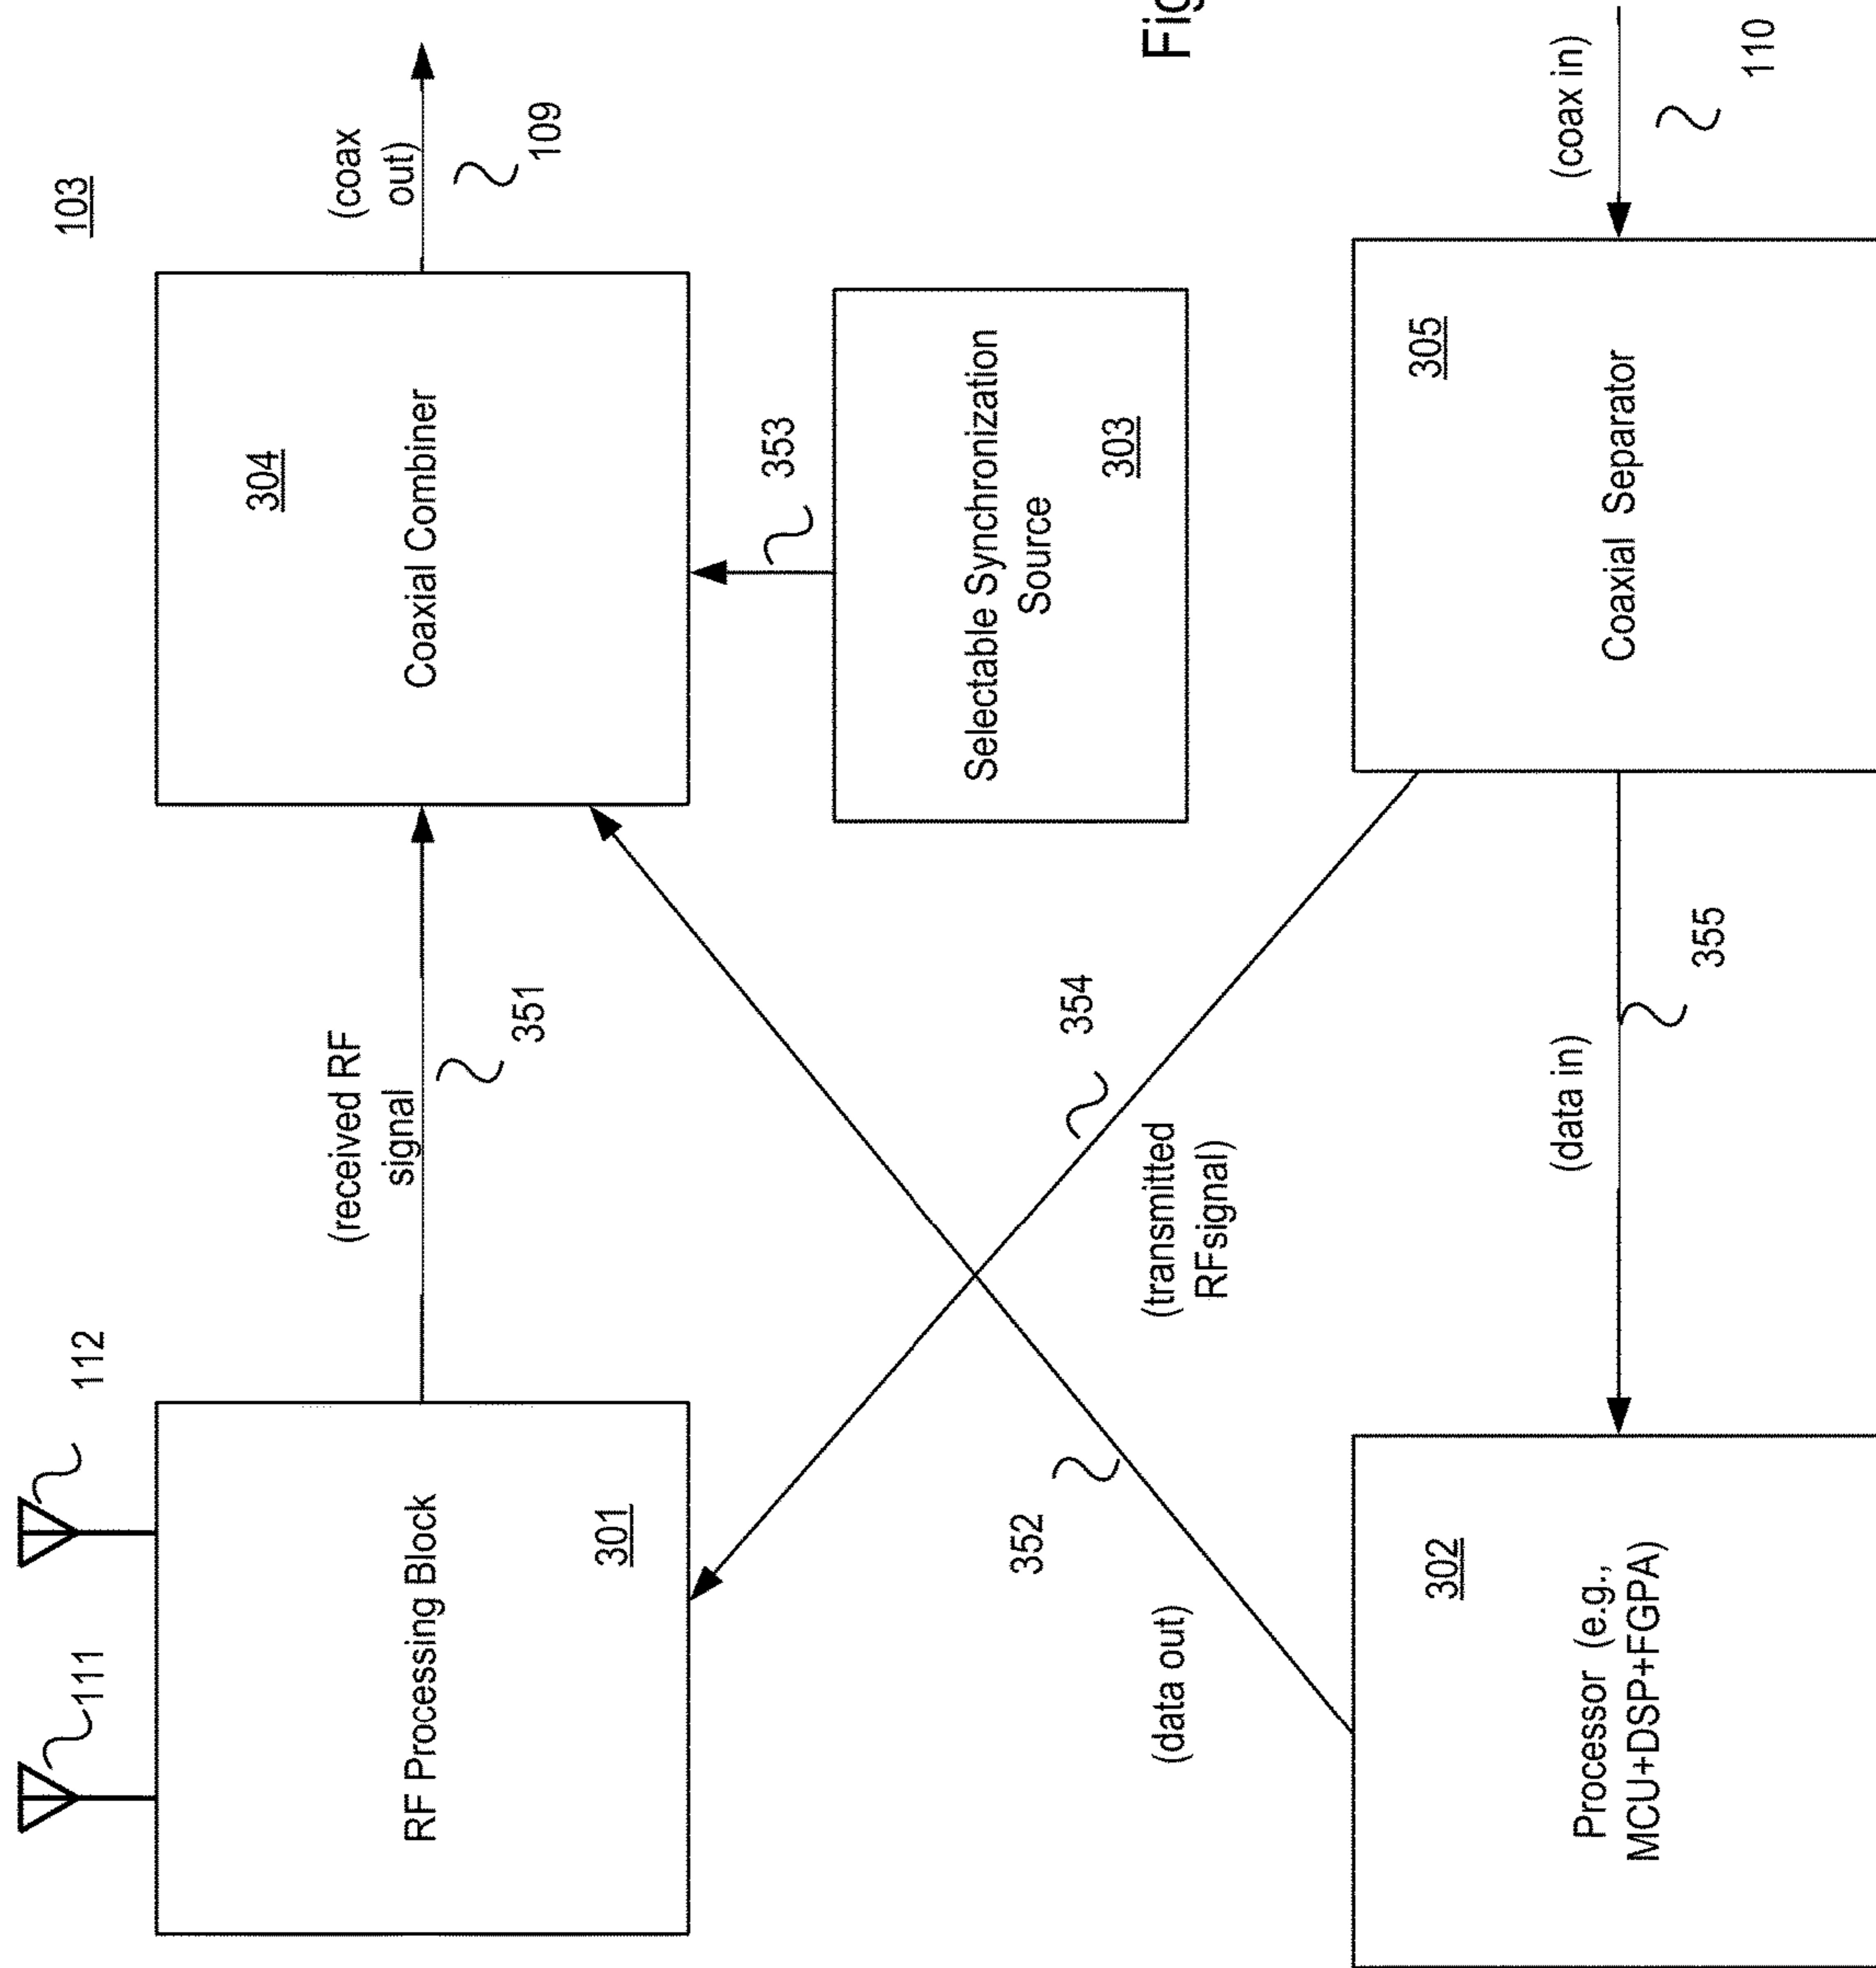 111
112
103
RF Processing Block
301
(received RF
signal
351
304
Coaxial Combiner
(coax
out)
109
353
Selectable Synchronization
Source
303
352
(data out)
354
(transmitted
RFsignal)
Fig
302
Processor (e.g.,
MCU+DSP+FGPA)
(data in)
355
305
Coaxial Separator
(coax in)
110